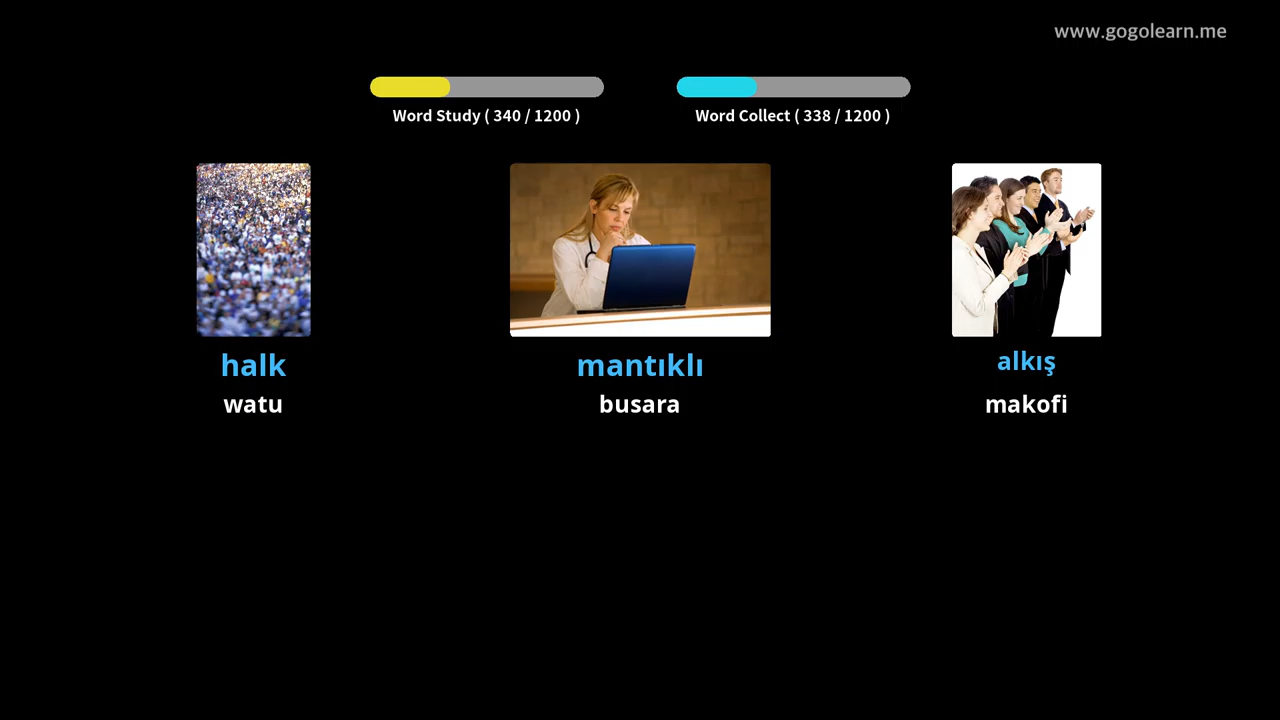 www.gogolearn.me
Word Study ( 340 / 1200 )
Word Collect ( 338 / 1200 )
halk
watu
mantıklı
busara
alkış
makofi